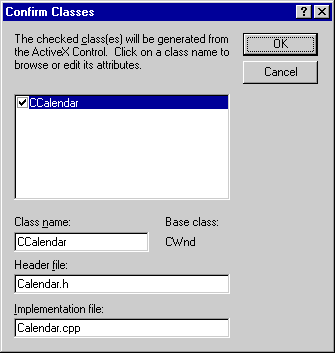 Confirm Classes
The checked class(es) will be generated from
the ActiveX Control. Click on a class name to
browse or edit its attributes.
OK
Cancel
CCalendar
Class name:
Base class:
CCalendar
CWnd
Header file:
Calendar.h
Implementation file:
Calendar.cpp